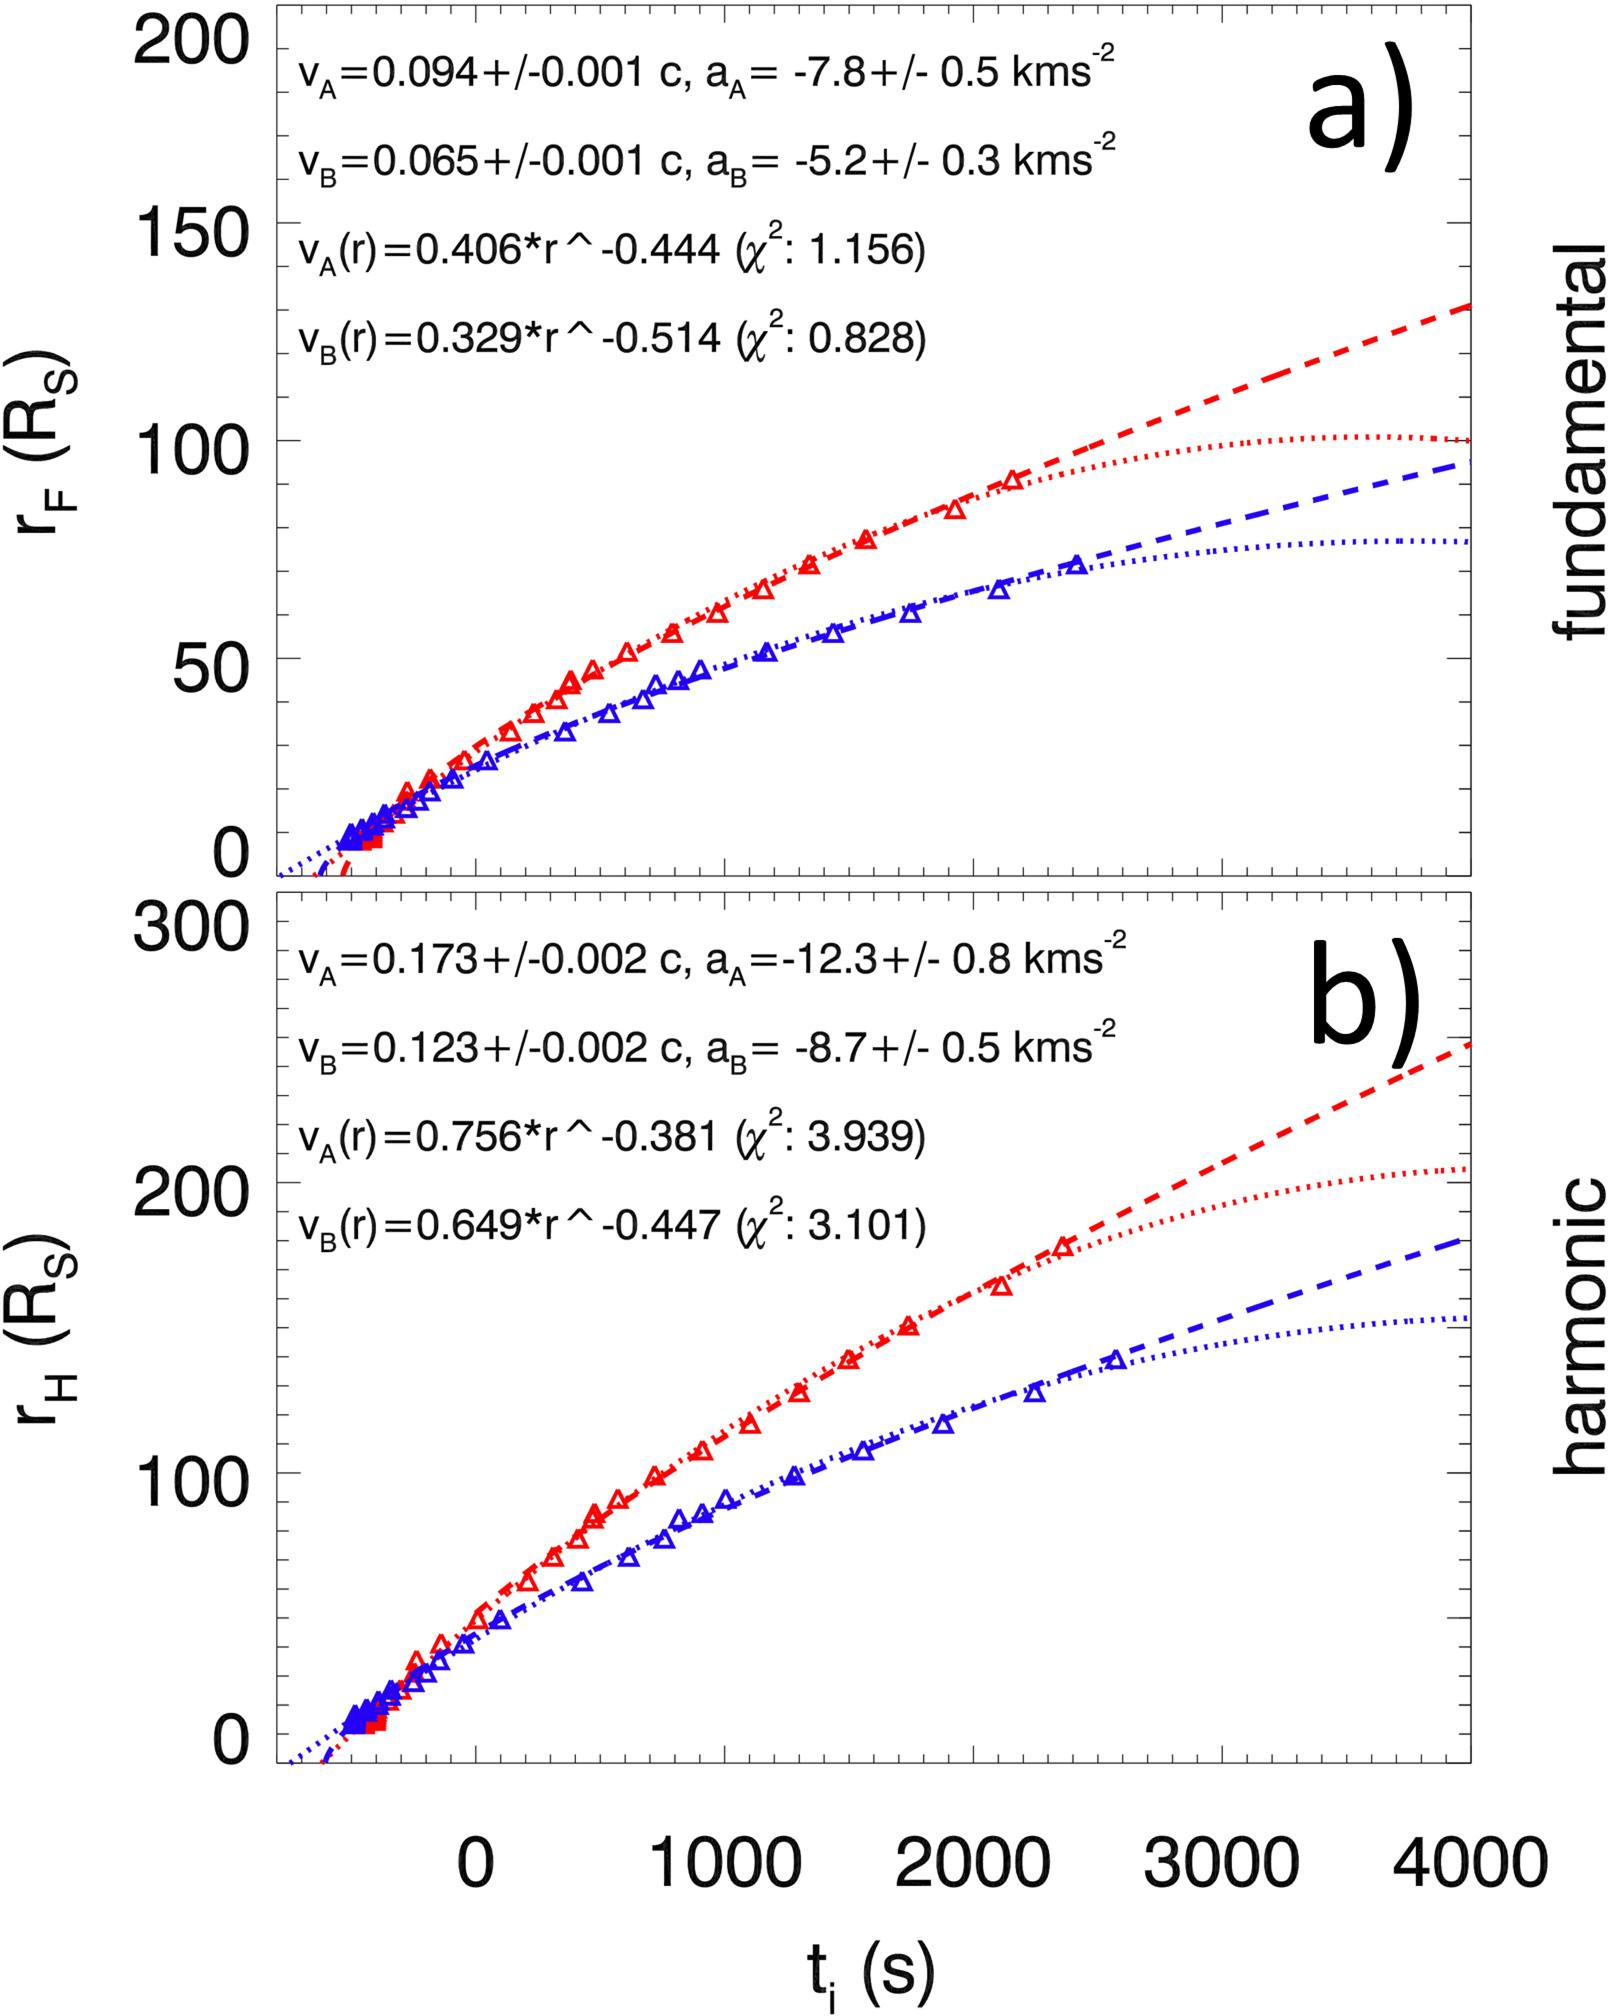 200
150
100
50
0
r_F (R_S)
v_A=0.094+/-0.001 c, a_A= -7.8+/- 0.5 kms^-2
v_B=0.065+/-0.001 c, a_B= -5.2+/- 0.3 kms^-2
v_A(r)=0.406*r^-0.444 (χ^2: 1.156)
v_B(r)=0.329*r^-0.514 (χ^2: 0.828)
a)
fundamental
300
200
100
0
r_H (R_S)
v_A=0.173+/-0.002 c, a_A=-12.3+/- 0.8 kms^-2
v_B=0.123+/-0.002 c, a_B= -8.7+/- 0.5 kms^-2
v_A(r)=0.756*r^-0.381 (χ^2: 3.939)
v_B(r)=0.649*r^-0.447 (χ^2: 3.101)
b)
harmonic
0 1000 2000 3000 4000
t_i (s)